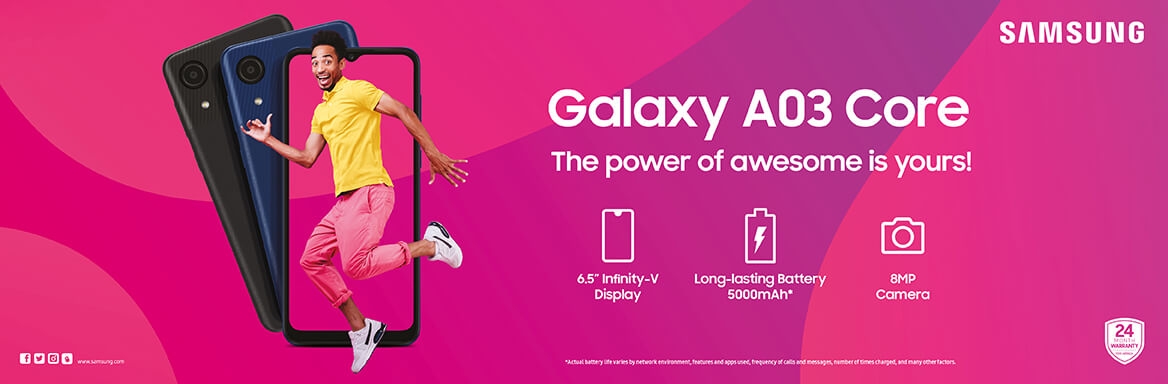 SAMSUNG
Galaxy A03 Core
The power of awesome is yours!
6.5” Infinity-V
Display
Long-lasting Battery
5000mAh*
8MP
Camera
24
MONTH
WARRANTY
www.samsung.com
*Actual battery life varies by network environment, features and apps used, frequency of calls and messages, number of times charged, and many other factors.